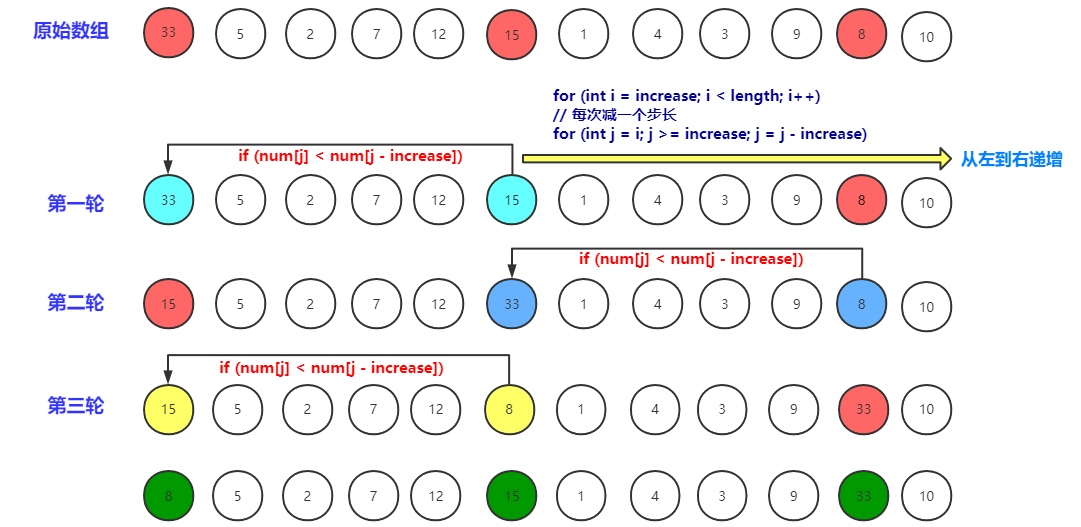 原始数组 33 5 2 7 12 15 1 4 3 9 8 10
for (int i = increase; i < length; i++)
// 每次减一个步长
for (int j = i; j >= increase; j = j - increase)
if (num[j] < num[j - increase])
从左到右递增
第一轮 33 5 2 7 12 15 1 4 3 9 8 10
if (num[j] < num[j - increase])
第二轮 15 5 2 7 12 33 1 4 3 9 8 10
if (num[j] < num[j - increase])
第三轮 15 5 2 7 12 8 1 4 3 9 33 10
8 5 2 7 12 15 1 4 3 9 33 10